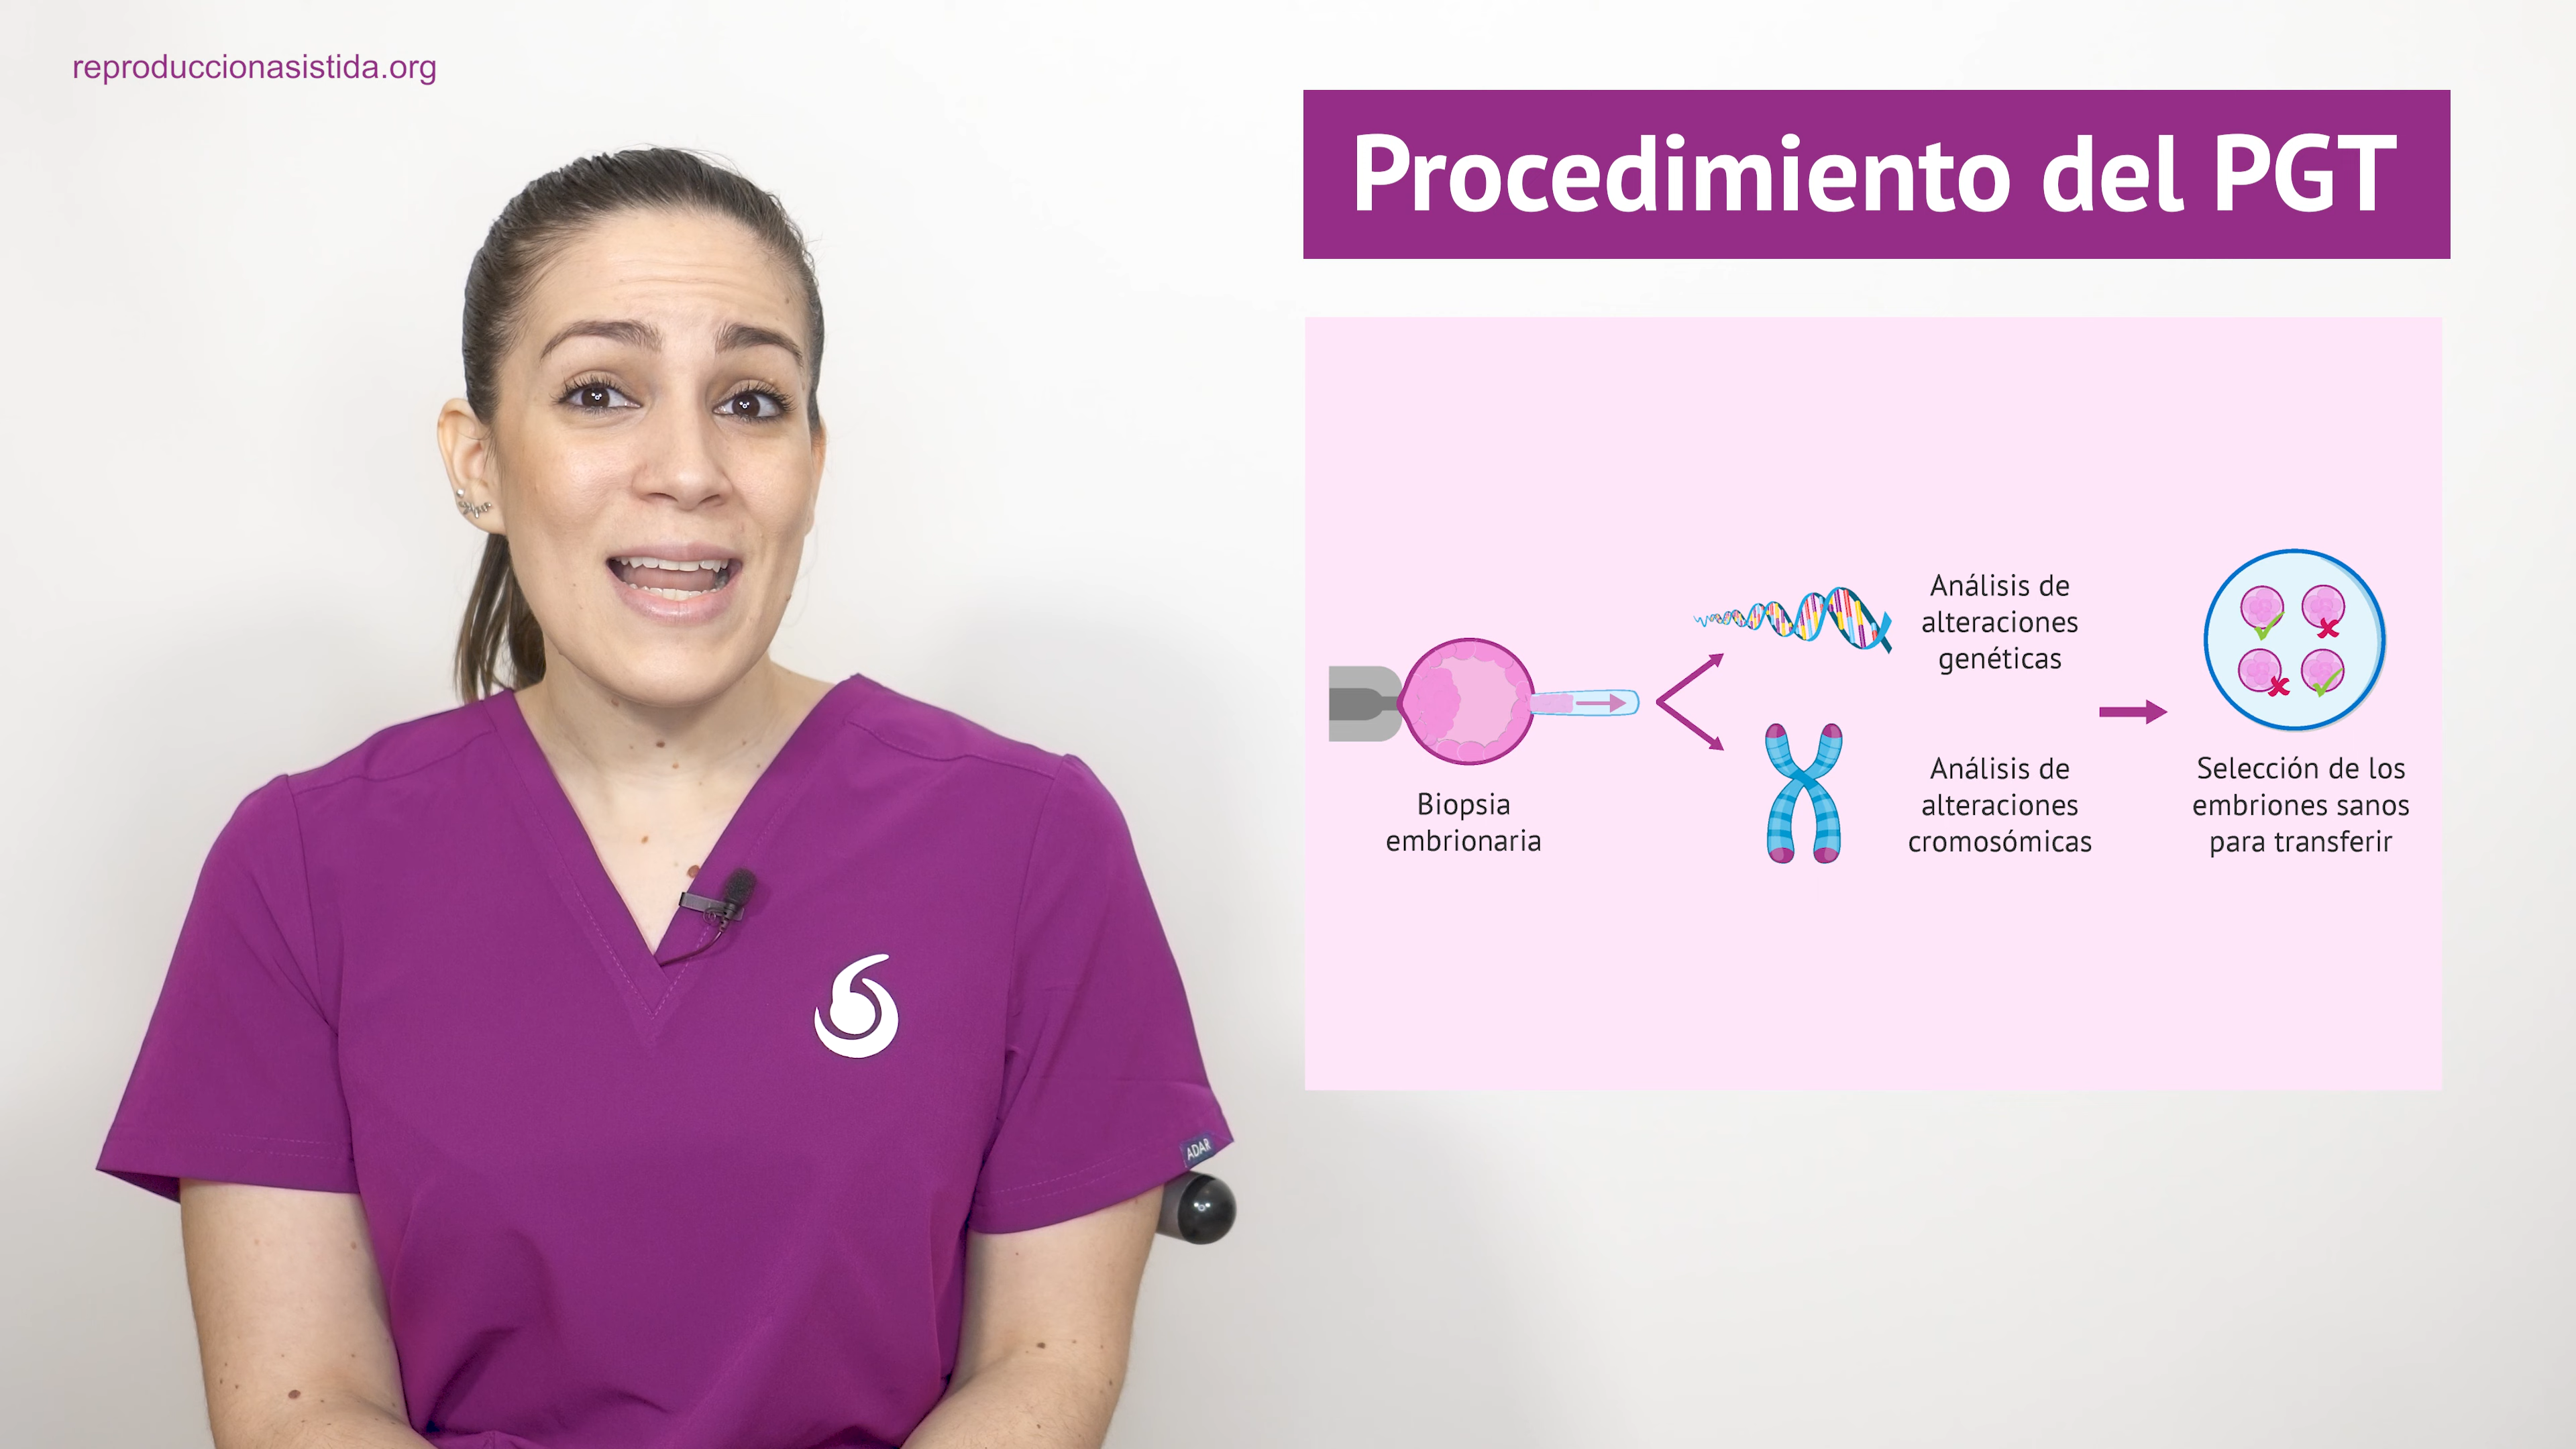 reproduccionasistida.org
Procedimiento del PGT
Biopsia
embrionaria
Análisis de
alteraciones
genéticas
Análisis de
alteraciones
cromosómicas
Selección de los
embriones sanos
para transferir
ADAR